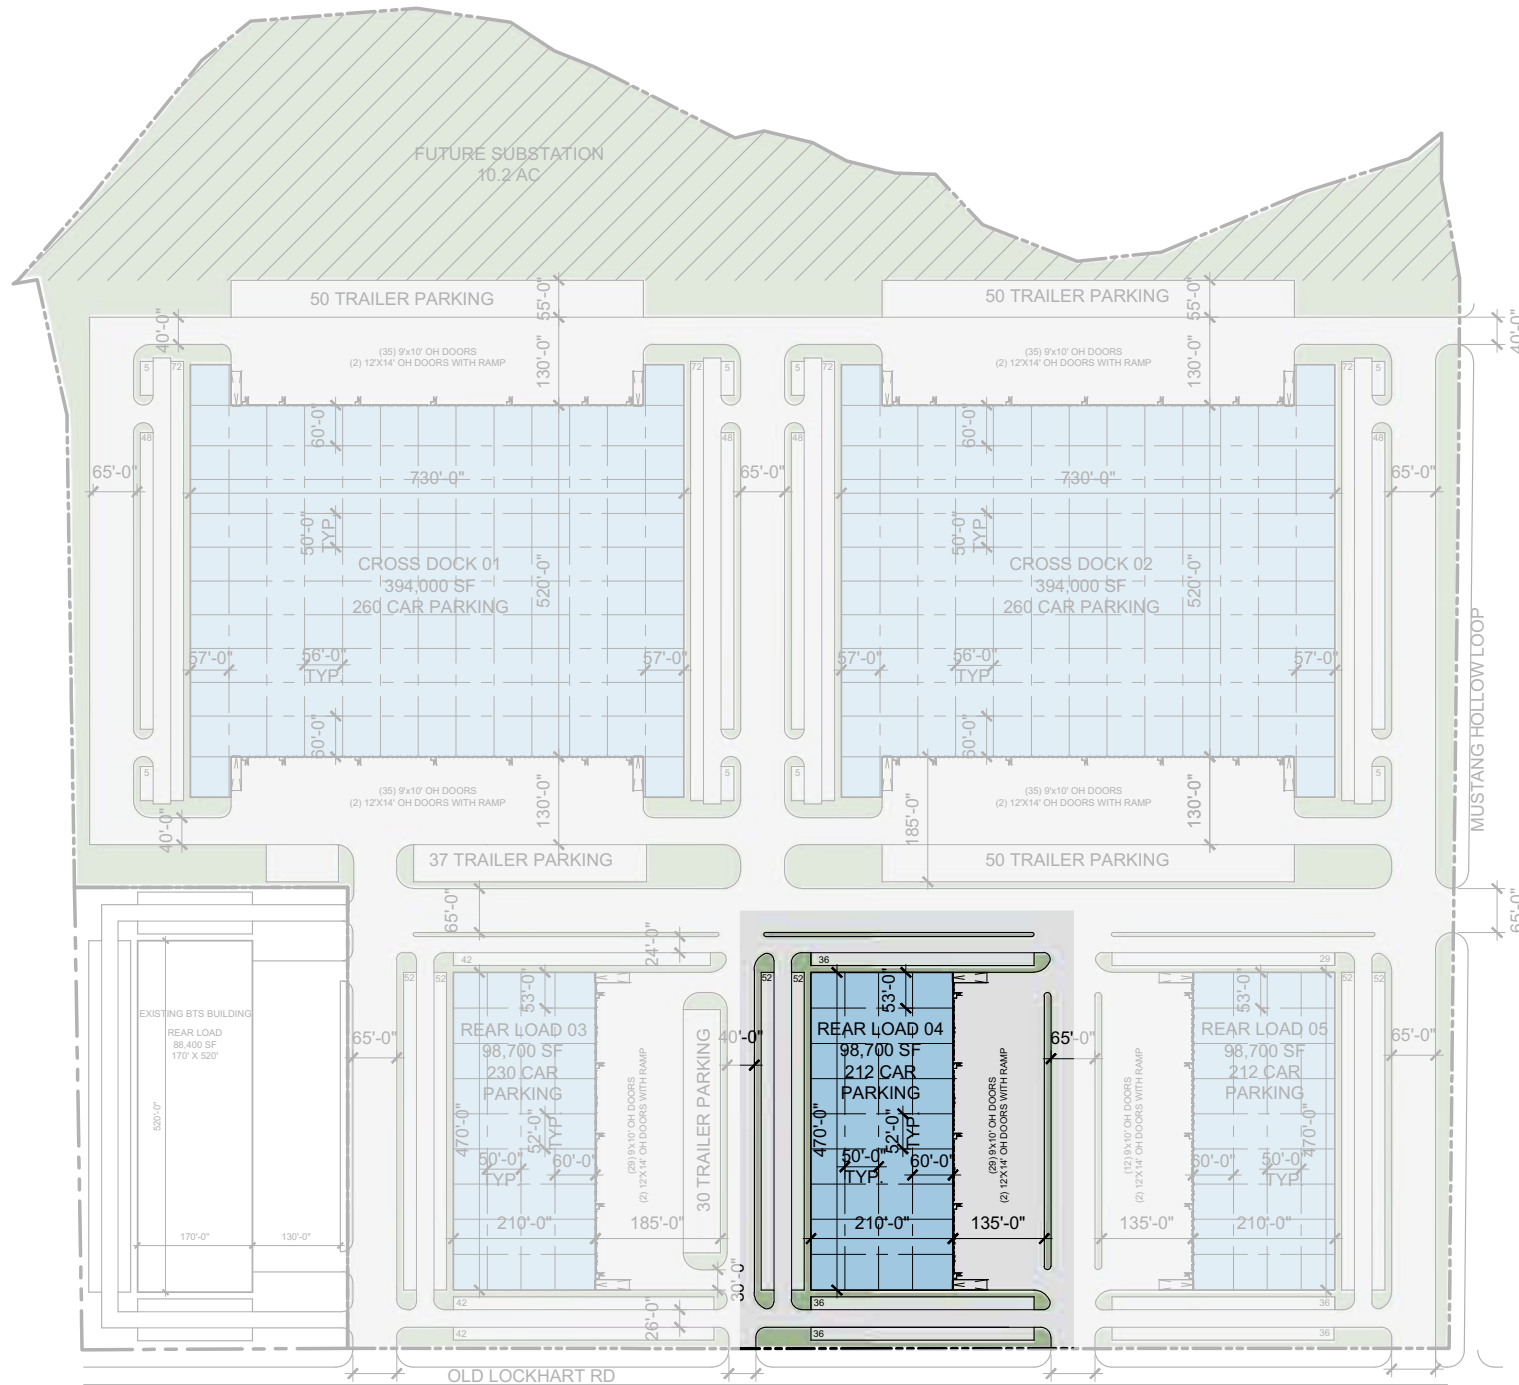 FUTURE SUBSTATION
10.2 AC
50 TRAILER PARKING
55'-0"
50 TRAILER PARKING
55'-0"
40'-0"
40'-0"
(35) 9'x10' OH DOORS
(2) 12'X14' OH DOORS WITH RAMP
130'-0"
(35) 9'x10' OH DOORS
(2) 12'X14' OH DOORS WITH RAMP
130'-0"
5
72
72
5
5
72
72
5
60'-0"
60'-0"
48
48
48
65'-0"
730'-0"
65'-0"
730'-0"
65'-0"
50'-0"
TYP.
50'-0"
TYP.
CROSS DOCK 01
394,000 SF
260 CAR PARKING
520'-0"
CROSS DOCK 02
394,000 SF
260 CAR PARKING
520'-0"
MUSTANG HOLLOW LOOP
57'-0"
56'-0"
TYP.
57'-0"
57'-0"
56'-0"
TYP.
57'-0"
60'-0"
60'-0"
5
5
5
5
(35) 9'x10' OH DOORS
(2) 12'X14' OH DOORS WITH RAMP
130'-0"
(35) 9'x10' OH DOORS
(2) 12'X14' OH DOORS WITH RAMP
130'-0"
40'-0"
185'-0"
37 TRAILER PARKING
50 TRAILER PARKING
65'-0"
65'-0"
24'-0"
42
36
29
52
52
52
52
52
52
53'-0"
53'-0"
53'-0"
EXISTING BTS BUILDING
REAR LOAD
88,400 SF
170' X 520'
520'-0"
170'-0"
130'-0"
65'-0"
REAR LOAD 03
98,700 SF
230 CAR
PARKING
470'-0"
52'-0"
TYP.
50'-0"
TYP.
60'-0"
210'-0"
(29) 9'x10' OH DOORS
(2) 12'X14' OH DOORS WITH RAMP
185'-0"
30 TRAILER PARKING
40'-0"
REAR LOAD 04
98,700 SF
212 CAR
PARKING
470'-0"
52'-0"
TYP.
50'-0"
TYP.
60'-0"
210'-0"
(29) 9'x10' OH DOORS
(2) 12'X14' OH DOORS WITH RAMP
135'-0"
65'-0"
(12) 9'x10' OH DOORS
(2) 12'X14' OH DOORS WITH RAMP
135'-0"
REAR LOAD 05
98,700 SF
212 CAR
PARKING
470'-0"
60'-0"
50'-0"
TYP.
210'-0"
65'-0"
30'-0"
42
36
36
26'-0"
42
36
36
OLD LOCKHART RD